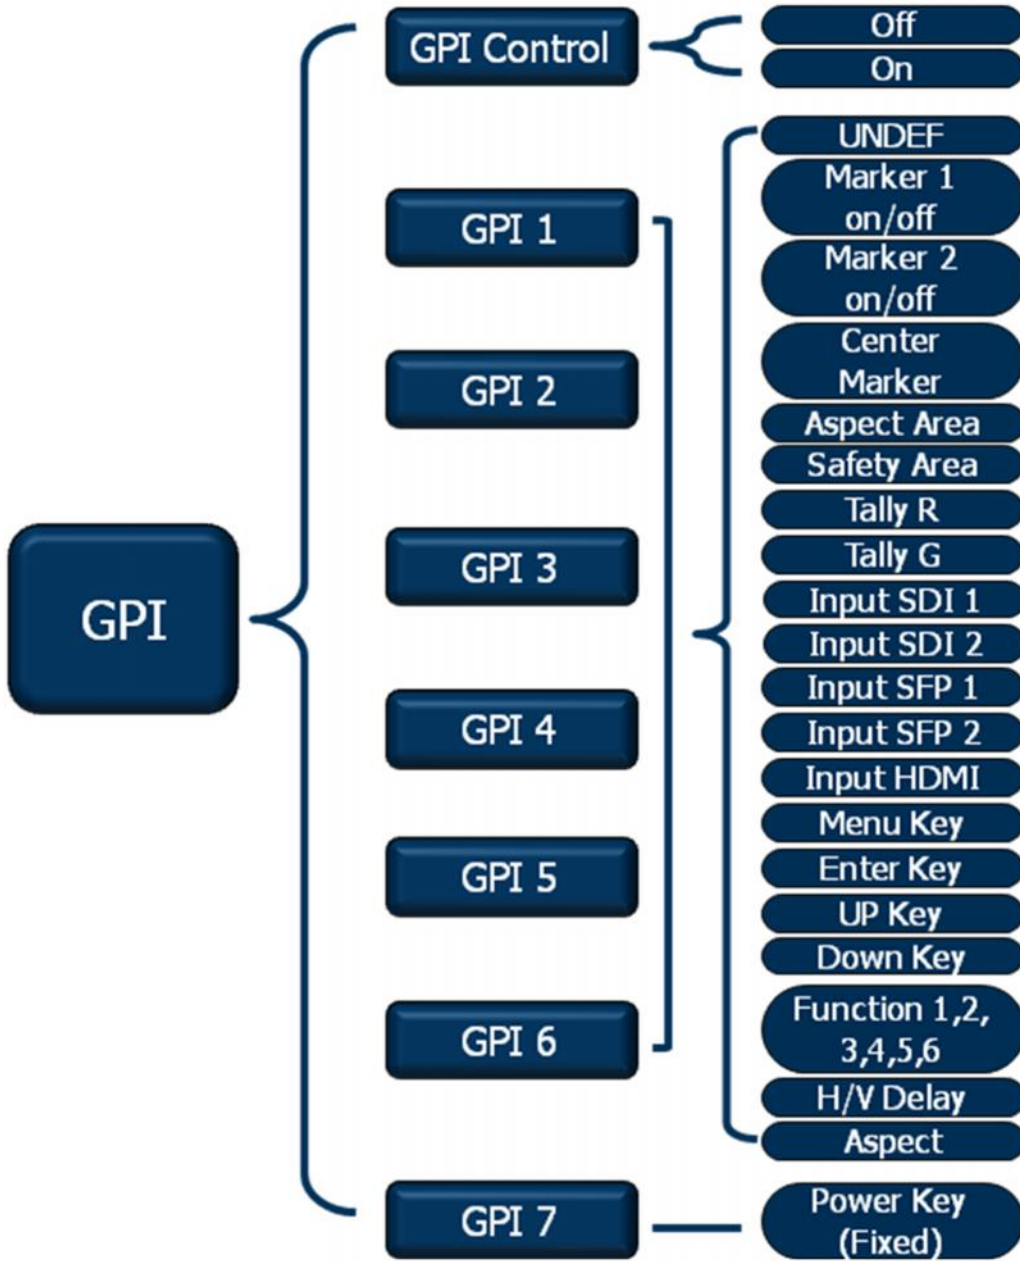 GPI
GPI Control
Off
On
GPI 1
GPI 2
GPI 3
GPI 4
GPI 5
GPI 6
UNDEF
Marker 1
on/off
Marker 2
on/off
Center
Marker
Aspect Area
Safety Area
Tally R
Tally G
Input SDI 1
Input SDI 2
Input SFP 1
Input SFP 2
Input HDMI
Menu Key
Enter Key
UP Key
Down Key
Function 1,2,
3,4,5,6
H/V Delay
Aspect
GPI 7
Power Key
(Fixed)